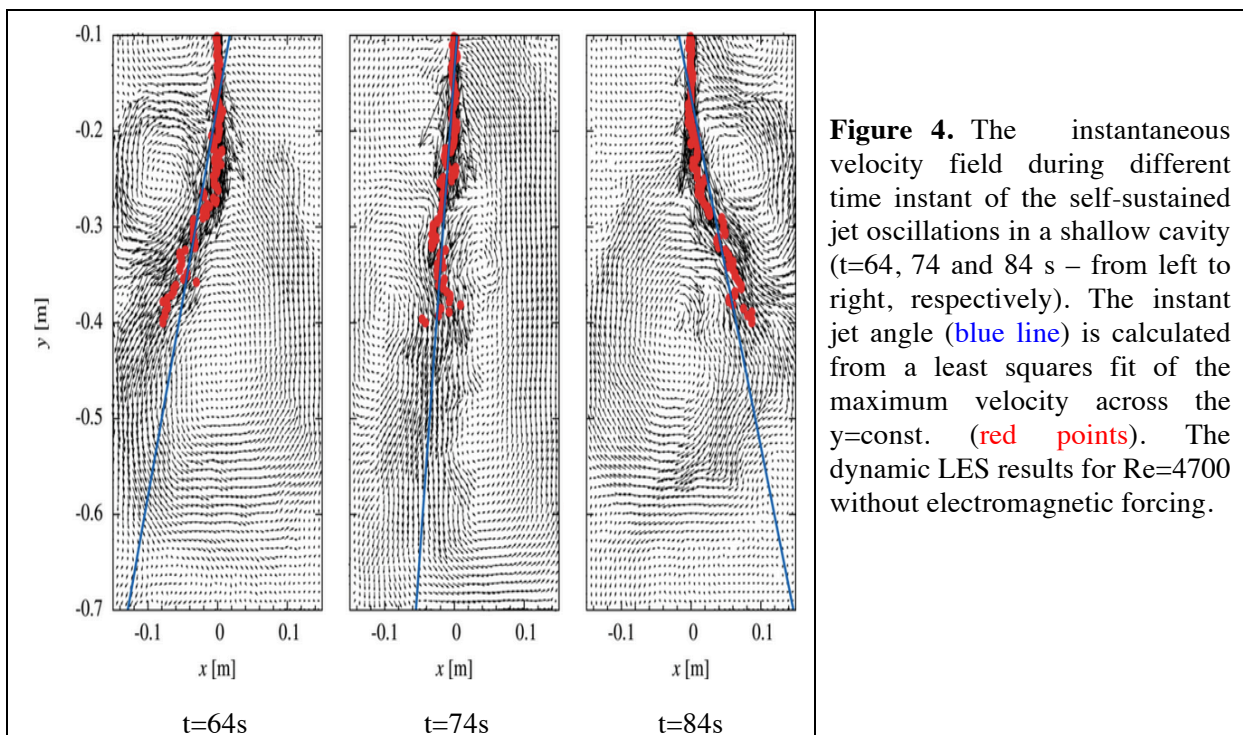 -0.1
-0.2
-0.3
-0.4
-0.5
-0.6
-0.7
y [m]
-0.1 0 0.1 -0.1 0 0.1 -0.1 0 0.1
x [m] x [m] x [m]
t=64s t=74s t=84s
Figure 4. The instantaneous
velocity field during different
time instant of the self-sustained
jet oscillations in a shallow cavity
(t=64, 74 and 84 s – from left to
right, respectively). The instant
jet angle (blue line) is calculated
from a least squares fit of the
maximum velocity across the
y=const. (red points). The
dynamic LES results for Re=4700
without electromagnetic forcing.